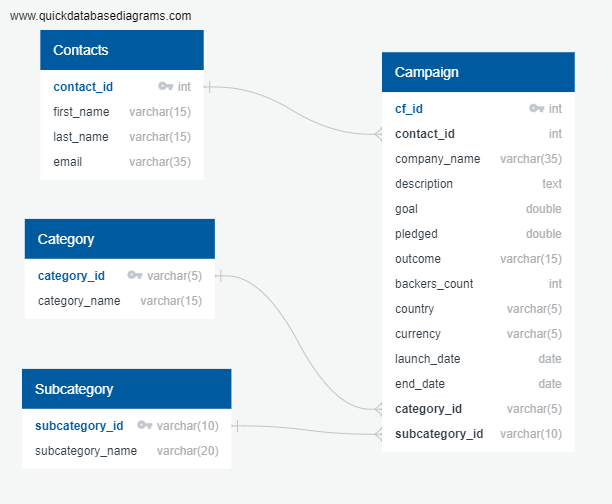 www.quickdatabasediagrams.com
Contacts
contact_id int
first_name varchar(15)
last_name varchar(15)
email varchar(35)
Category
category_id varchar(5)
category_name varchar(15)
Subcategory
subcategory_id varchar(10)
subcategory_name varchar(20)
Campaign
cf_id int
contact_id int
company_name varchar(35)
description text
goal double
pledged double
outcome varchar(15)
backers_count int
country varchar(5)
currency varchar(5)
launch_date date
end_date date
category_id varchar(5)
subcategory_id varchar(10)